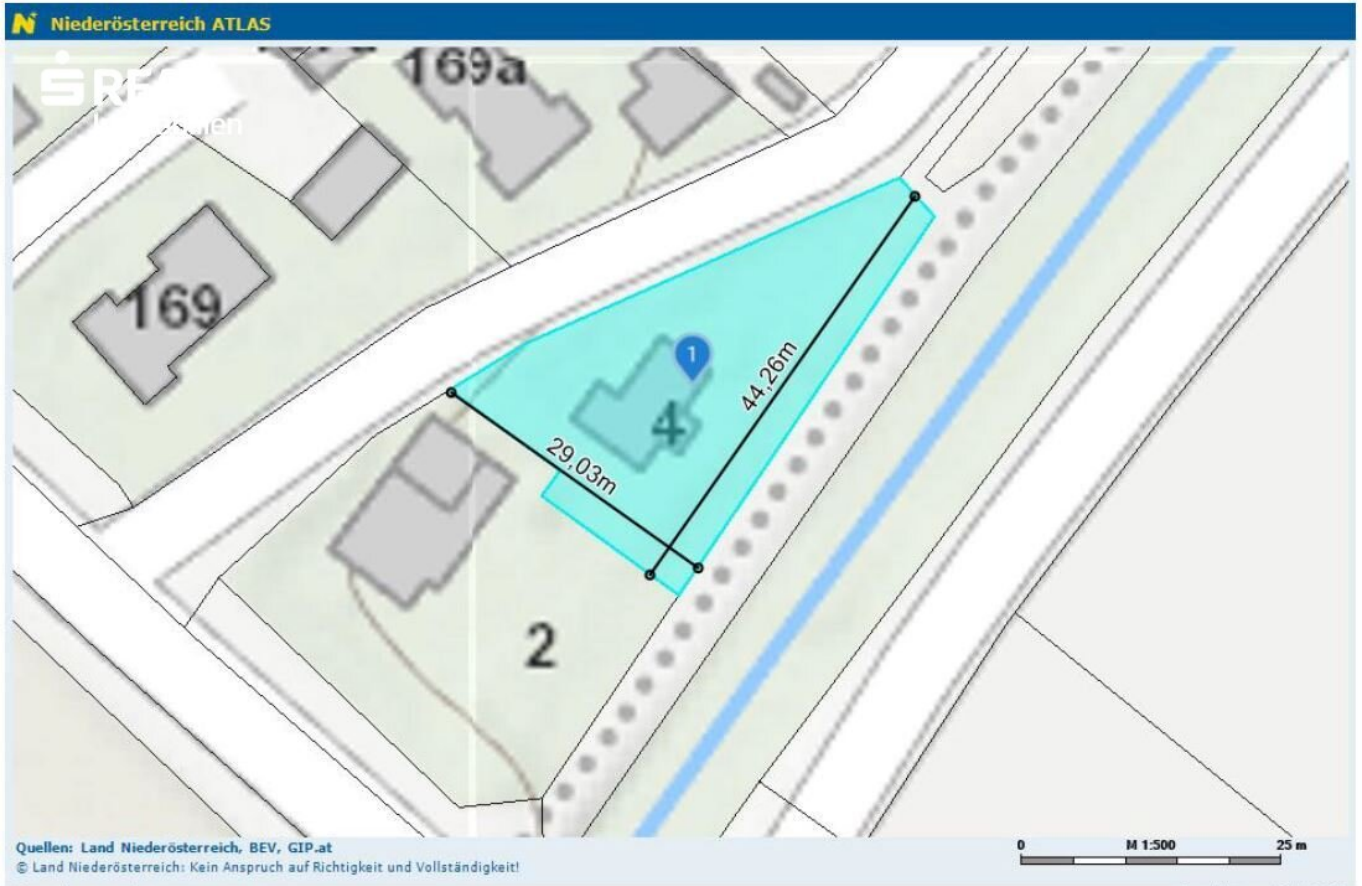 Niederösterreich ATLAS
169a
169
1
4
44,26m
29,03m
2
Quellen: Land Niederösterreich, BEV, GIP.at
© Land Niederösterreich: Kein Anspruch auf Richtigkeit und Vollständigkeit!
0 M 1:500 25 m